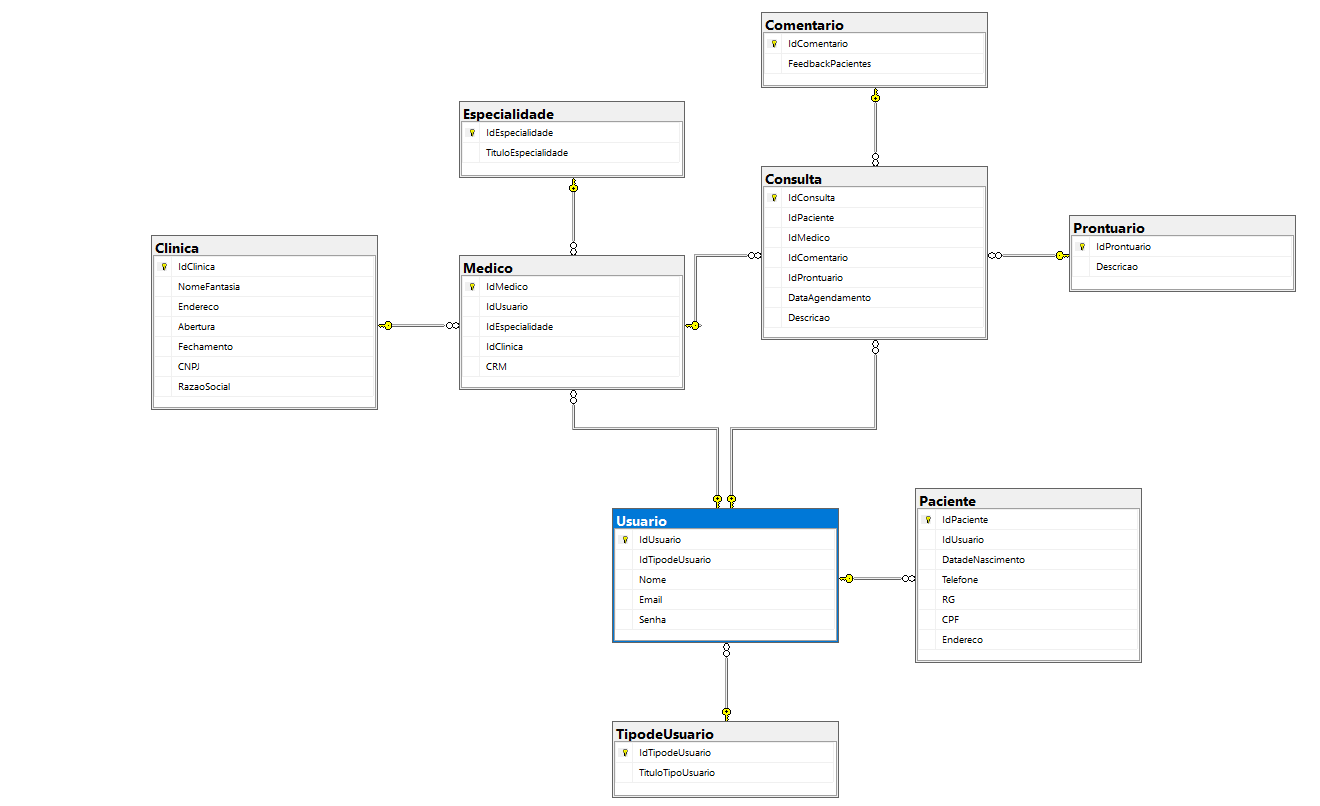 Comentario
IdComentario
FeedbackPacientes
Especialidade
IdEspecialidade
TituloEspecialidade
Consulta
IdConsulta
IdPaciente
IdMedico
IdComentario
IdProntuario
DataAgendamento
Descricao
Prontuario
IdProntuario
Descricao
Clinica
IdClinica
NomeFantasia
Endereco
Abertura
Fechamento
CNPJ
RazaoSocial
Medico
IdMedico
IdUsuario
IdEspecialidade
IdClinica
CRM
Usuario
IdUsuario
IdTipodeUsuario
Nome
Email
Senha
Paciente
IdPaciente
IdUsuario
DatadeNascimento
Telefone
RG
CPF
Endereco
TipodeUsuario
IdTipodeUsuario
TituloTipoUsuario